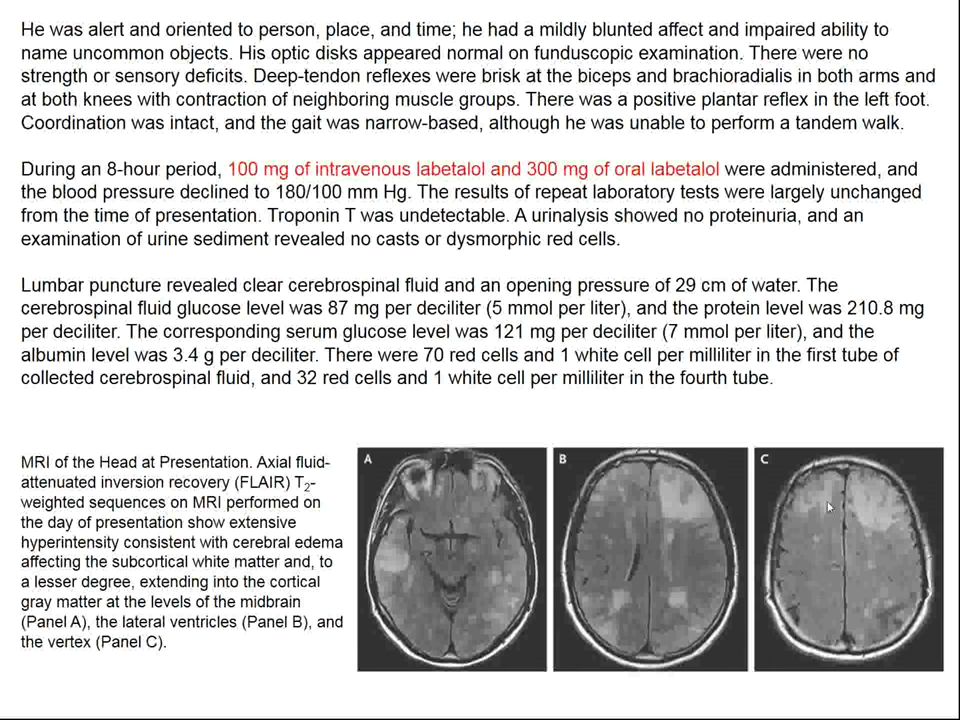 He was alert and oriented to person, place, and time; he had a mildly blunted affect and impaired ability to
name uncommon objects. His optic disks appeared normal on funduscopic examination. There were no
strength or sensory deficits. Deep-tendon reflexes were brisk at the biceps and brachioradialis in both arms and
at both knees with contraction of neighboring muscle groups. There was a positive plantar reflex in the left foot.
Coordination was intact, and the gait was narrow-based, although he was unable to perform a tandem walk.
During an 8-hour period, 100 mg of intravenous labetalol and 300 mg of oral labetalol were administered, and
the blood pressure declined to 180/100 mm Hg. The results of repeat laboratory tests were largely unchanged
from the time of presentation. Troponin T was undetectable. A urinalysis showed no proteinuria, and an
examination of urine sediment revealed no casts or dysmorphic red cells.
Lumbar puncture revealed clear cerebrospinal fluid and an opening pressure of 29 cm of water. The
cerebrospinal fluid glucose level was 87 mg per deciliter (5 mmol per liter), and the protein level was 210.8 mg
per deciliter. The corresponding serum glucose level was 121 mg per deciliter (7 mmol per liter), and the
albumin level was 3.4 g per deciliter. There were 70 red cells and 1 white cell per milliliter in the first tube of
collected cerebrospinal fluid, and 32 red cells and 1 white cell per milliliter in the fourth tube.
MRI of the Head at Presentation. Axial fluid-
attenuated inversion recovery (FLAIR) T2-
weighted sequences on MRI performed on
the day of presentation show extensive
hyperintensity consistent with cerebral edema
affecting the subcortical white matter and, to
a lesser degree, extending into the cortical
gray matter at the levels of the midbrain
(Panel A), the lateral ventricles (Panel B), and
the vertex (Panel C).
A
B
C